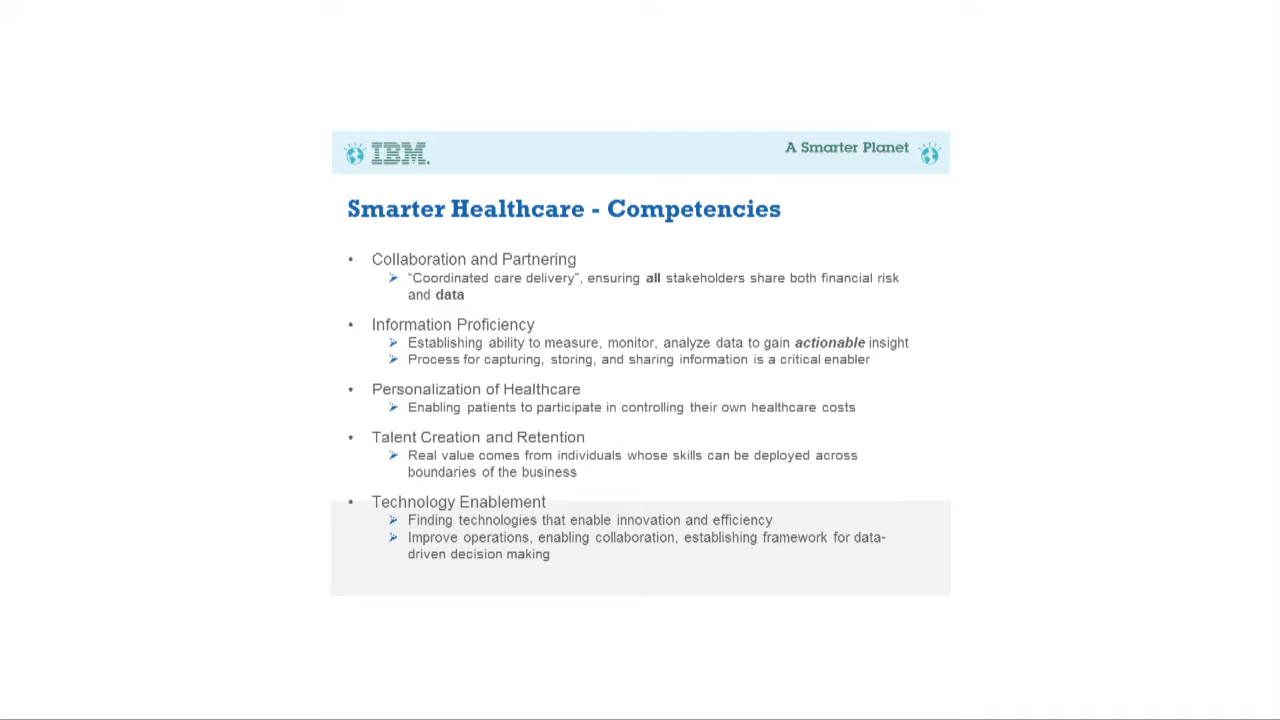 IBM.
A Smarter Planet
Smarter Healthcare - Competencies
• Collaboration and Partnering
➢ "Coordinated care delivery", ensuring all stakeholders share both financial risk
and data
• Information Proficiency
➢ Establishing ability to measure, monitor, analyze data to gain actionable insight
➢ Process for capturing, storing, and sharing information is a critical enabler
• Personalization of Healthcare
➢ Enabling patients to participate in controlling their own healthcare costs
• Talent Creation and Retention
➢ Real value comes from individuals whose skills can be deployed across
boundaries of the business
• Technology Enablement
➢ Finding technologies that enable innovation and efficiency
➢ Improve operations, enabling collaboration, establishing framework for data-
driven decision making